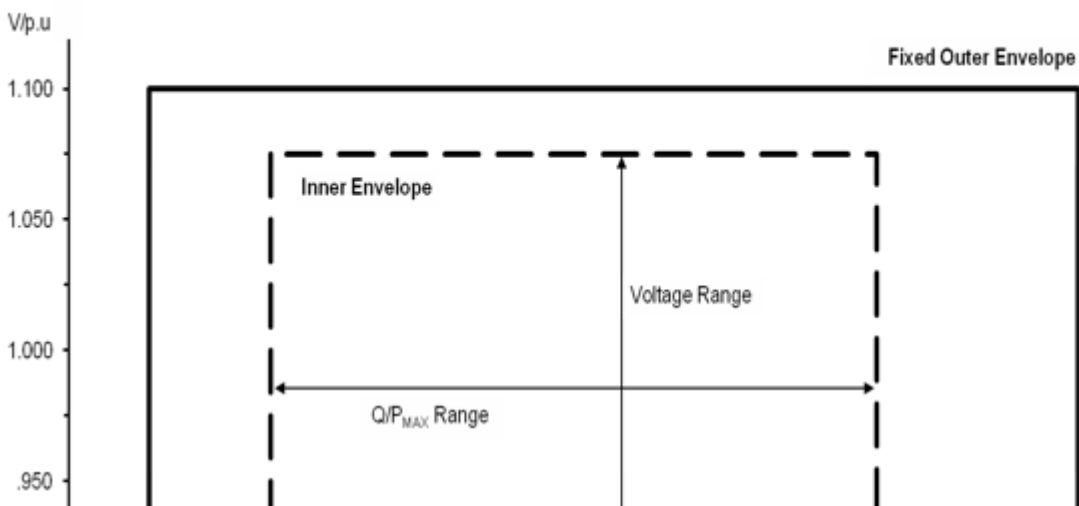 V/p.u
Fixed Outer Envelope
1.100
Inner Envelope
1.050
Voltage Range
1.000
Q/PMAX Range
.950